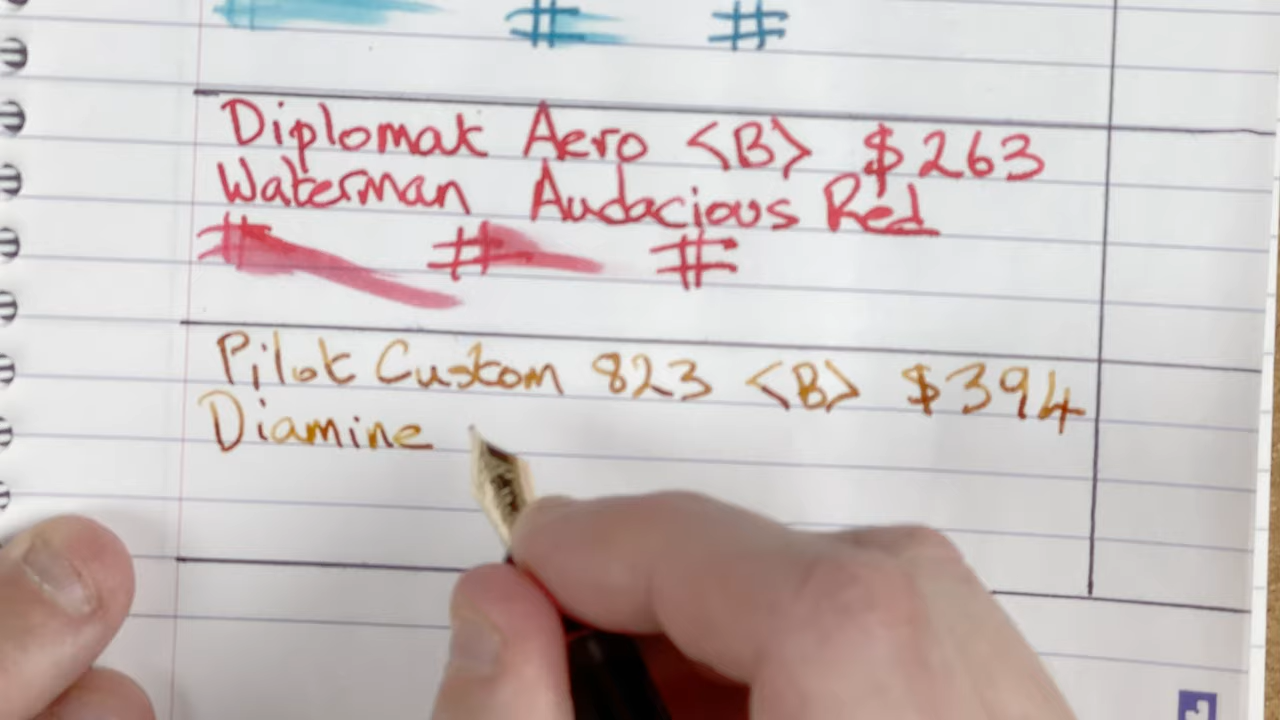 # #
Diplomat Aero <B> $263
Waterman Audacious Red
# # #
Pilot Custom 823 <B> $394
Diamine